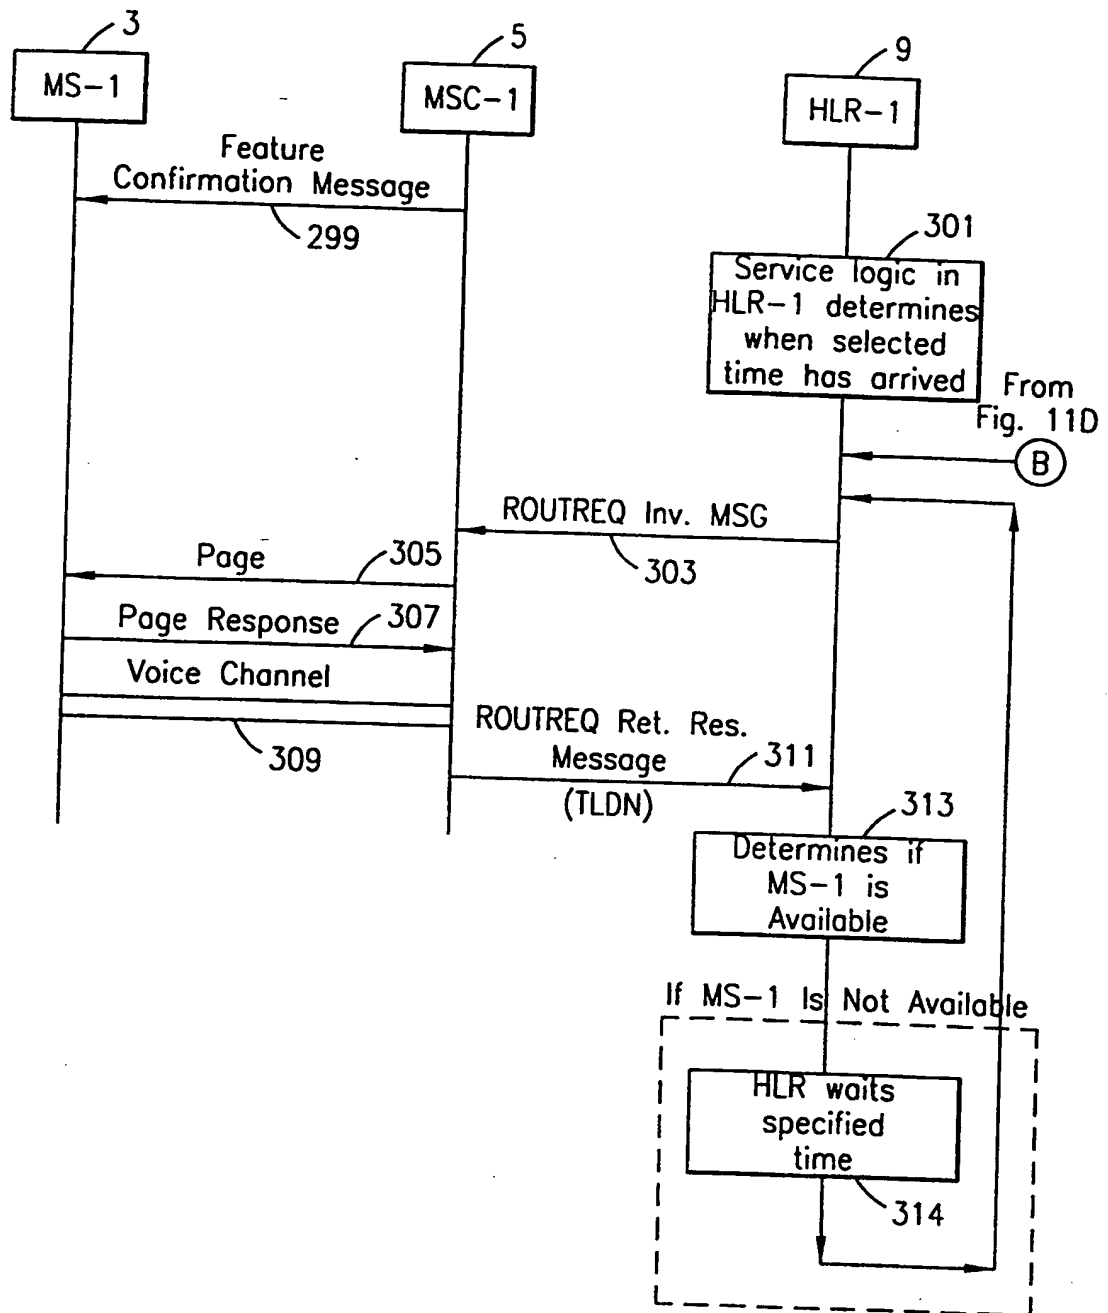 3
5
9
MS-1
MSC-1
HLR-1
Feature
Confirmation Message
299
301
Service logic in
HLR-1 determines
when selected
time has arrived
From
Fig. 11D
B
ROUTREQ Inv. MSG
303
Page
305
Page Response
307
Voice Channel
309
ROUTREQ Ret. Res.
Message
311
(TLDN)
313
Determines if
MS-1 is
Available
If MS-1 Is Not Available
HLR waits
specified
time
314